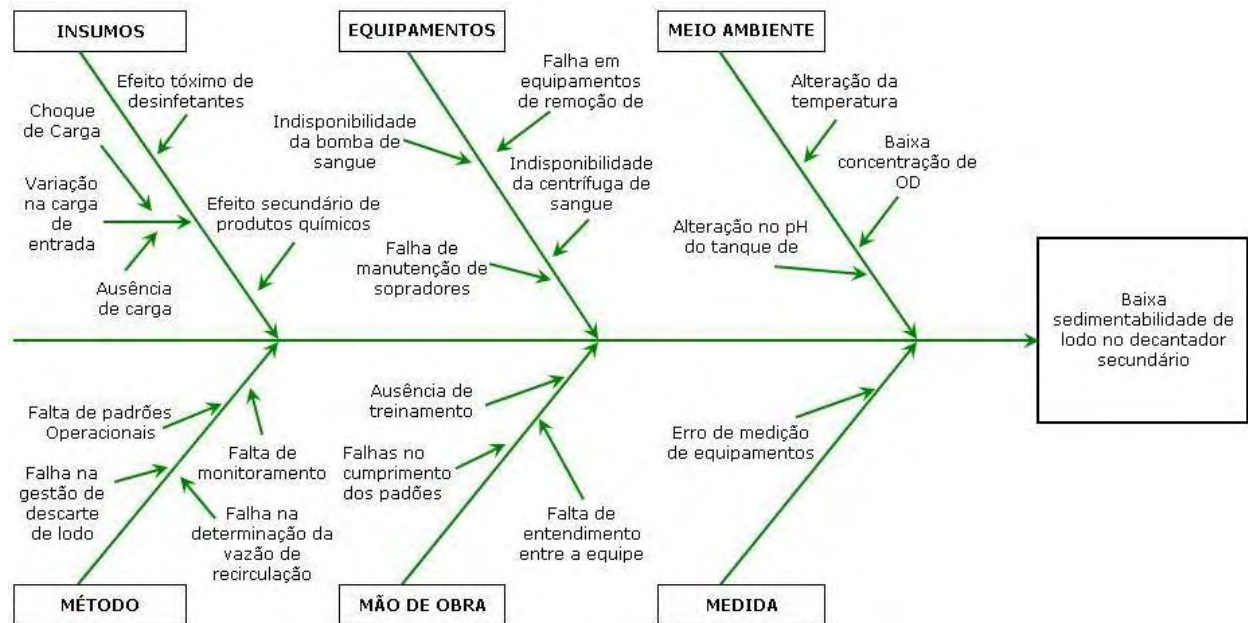 INSUMOS
EQUIPAMENTOS
MEIO AMBIENTE
Efeito tóximo de
desinfetantes
Choque
de Carga
Variação
na carga
de
entrada
Ausência
de carga
Efeito secundário de
produtos químicos
Falha em
equipamentos
de remoção de
Indisponibilidade
da bomba de
sangue
Indisponibilidade
da centrífuga de
sangue
Falha de
manutenção de
sopradores
Alteração da
temperatura
Baixa
concentração de
OD
Alteração no pH
do tanque de
Baixa
sedimentabilidade de
lodo no decantador
secundário
Falta de padrões
Operacionais
Falta de
monitoramento
Falha na
gestão de
descarte
de lodo
Falha na
determinação da
vazão de
recirculação
Ausência de
treinamento
Falhas no
cumprimento
dos padões
Falta de
entendimento
entre a equipe
Erro de medição
de equipamentos
MÉTODO
MÃO DE OBRA
MEDIDA